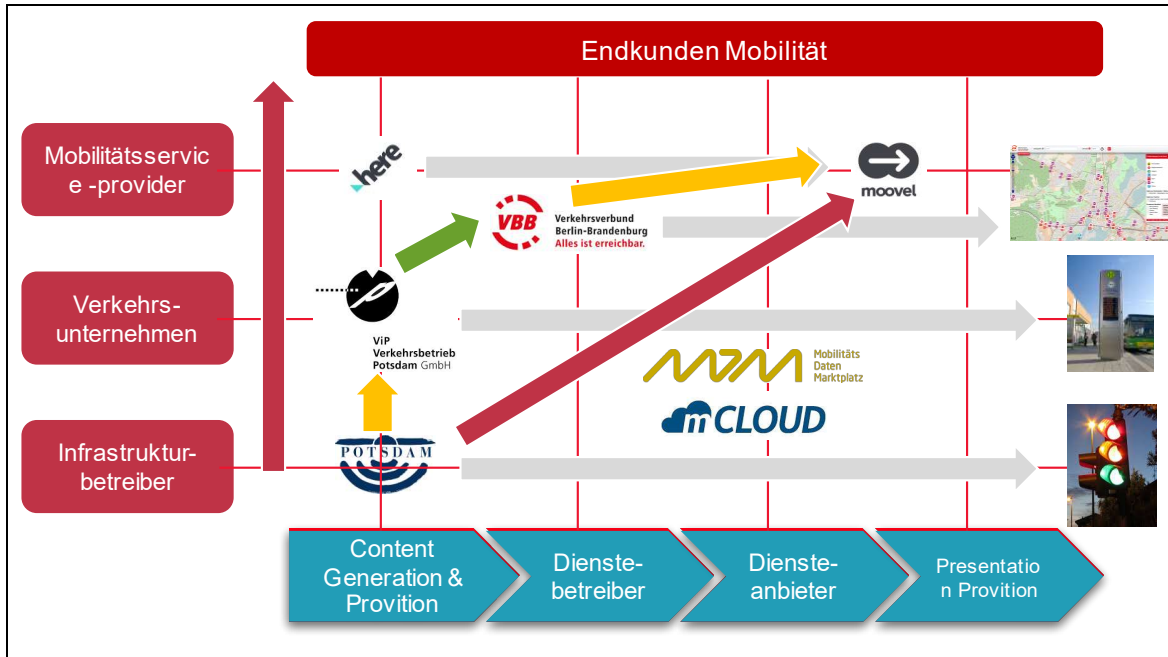 Endkunden Mobilität
Mobilitätsservic
e -provider
here
moovel
VBB
Verkehrsverbund
Berlin-Brandenburg
Alles ist erreichbar.
Verkehrs-
unternehmen
ViP
Verkehrsbetrieb
Potsdam GmbH
Mobilitäts
Daten
Marktplatz
mCLOUD
Infrastruktur-
betreiber
POTSDAM
Content
Generation &
Provition
Dienste-
betreiber
Dienste-
anbieter
Presentatio
n Provition